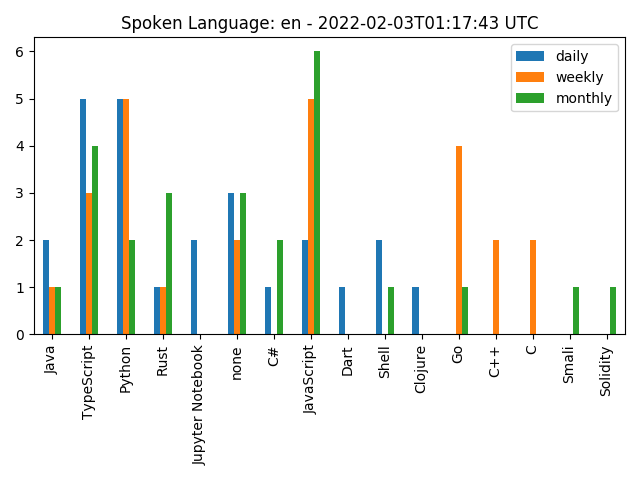 Spoken Language: en - 2022-02-03T01:17:43 UTC
daily
weekly
monthly
6
5
4
3
2
1
0
Java
TypeScript
Python
Rust
Jupyter Notebook
none
C#
JavaScript
Dart
Shell
Clojure
Go
C++
C
Smali
Solidity